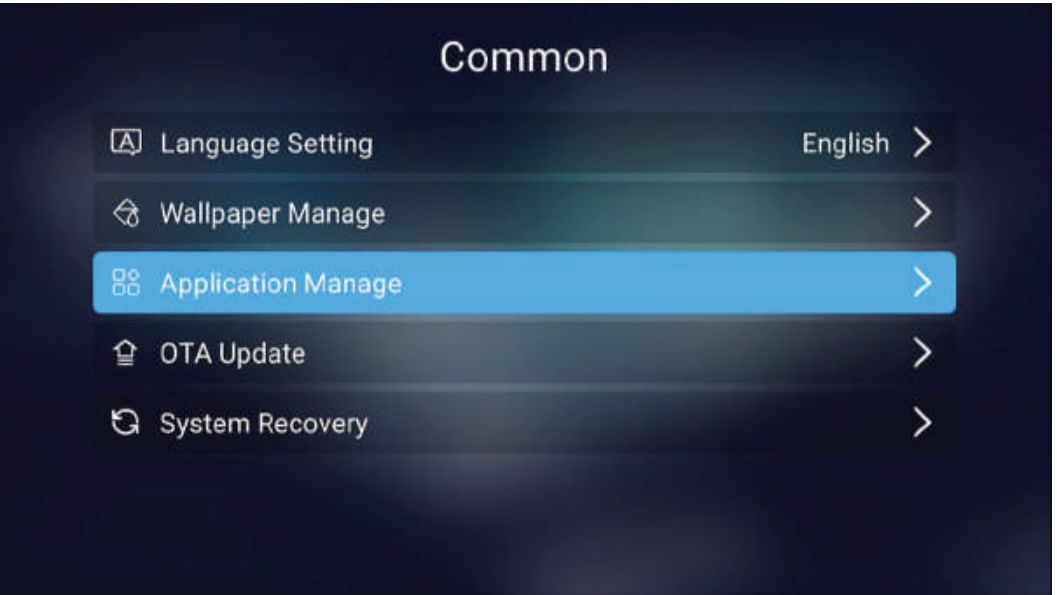 Common
Language Setting English
Wallpaper Manage
Application Manage
OTA Update
System Recovery